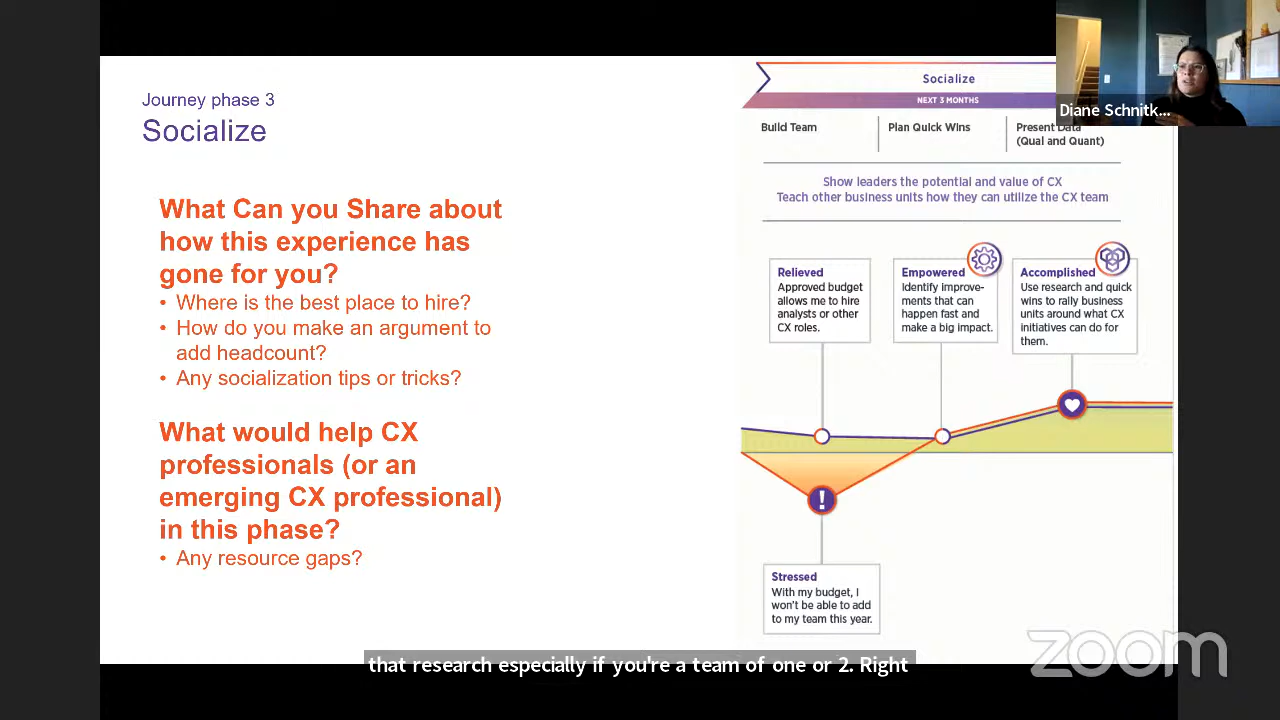 Journey phase 3
Socialize
What Can you Share about
how this experience has
gone for you?
• Where is the best place to hire?
• How do you make an argument to
add headcount?
• Any socialization tips or tricks?
What would help CX
professionals (or an
emerging CX professional)
in this phase?
• Any resource gaps?
Socialize
NEXT 3 MONTHS
Build Team
Plan Quick Wins
Present Data
(Qual and Quant)
Show leaders the potential and value of CX
Teach other business units how they can utilize the CX team
Relieved
Approved budget
allows me to hire
analysts or other
CX roles.
Empowered
Identify improve-
ments that can
happen fast and
make a big impact.
Accomplished
Use research and quick
wins to rally business
units around what CX
initiatives can do for
them.
!
Stressed
With my budget, I
won't be able to add
to my team this year.
Diane Schnitk...
that research especially if you're a team of one or 2. Right
zoom